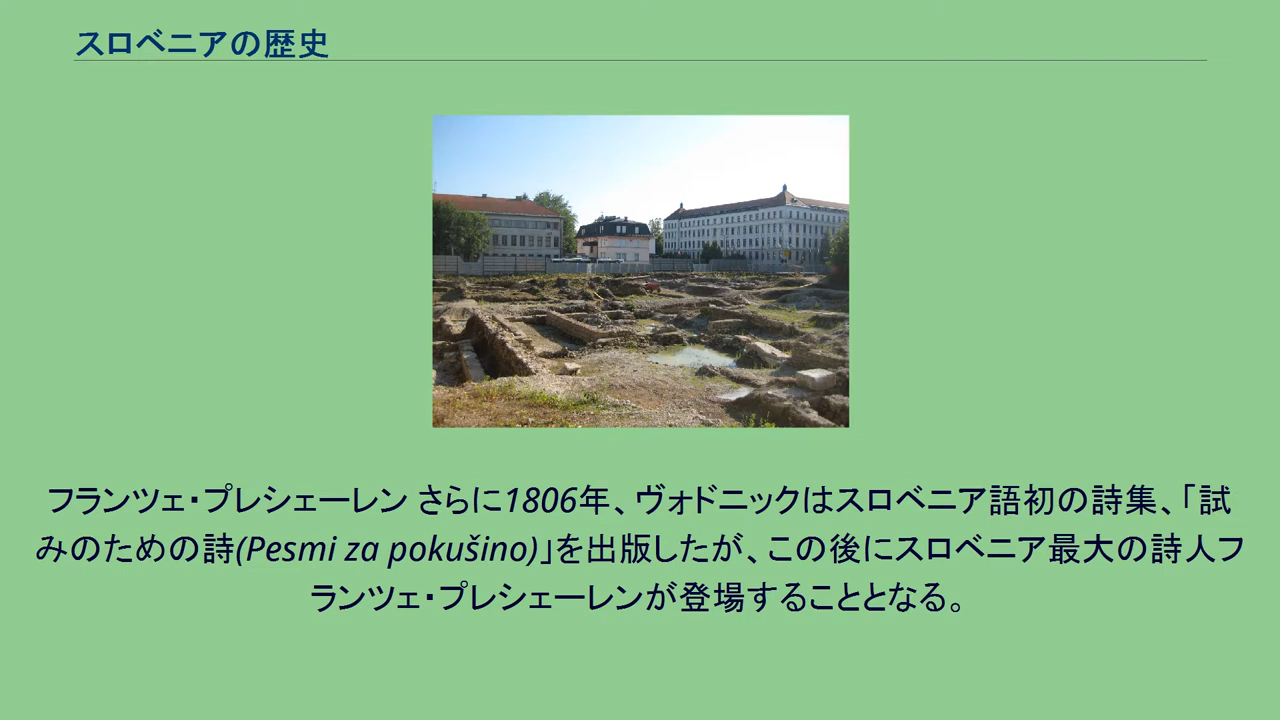 スロベニアの歴史
フランツェ・プレシェーレン さらに1806年、ヴォドニックはスロベニア語初の詩集、「試
みのための詩(Pesmi za pokušino)」を出版したが、この後にスロベニア最大の詩人フ
ランツェ・プレシェーレンが登場することとなる。